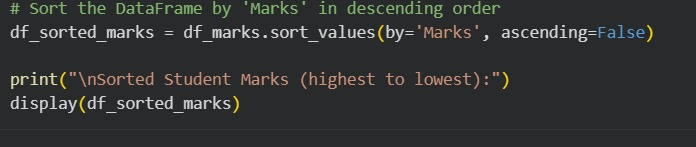 # Sort the DataFrame by 'Marks' in descending order
df_sorted_marks = df_marks.sort_values(by='Marks', ascending=False)
print("\nSorted Student Marks (highest to lowest):")
display(df_sorted_marks)